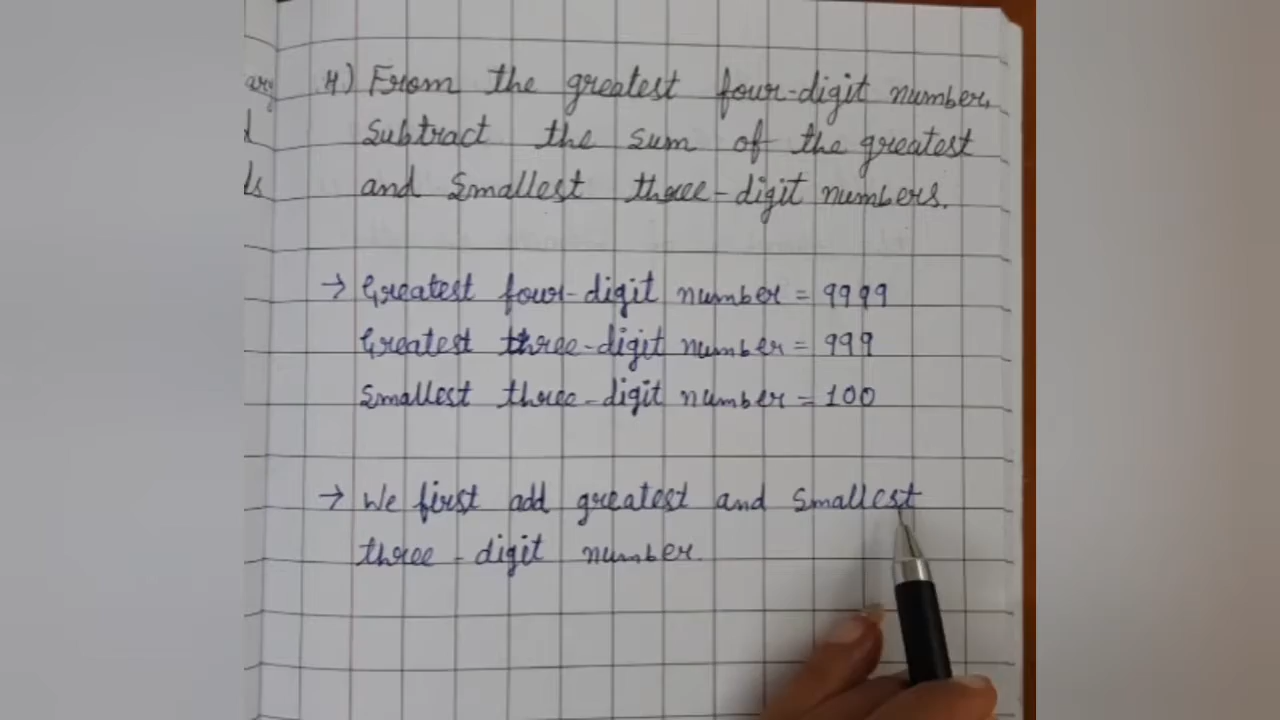 4) From the greatest four-digit number,
Subtract the sum of the greatest
and smallest three-digit numbers.
→ Greatest four-digit number = 9999
Greatest three-digit number = 999
Smallest three-digit number = 100
→ We first add greatest and smallest
three-digit number.